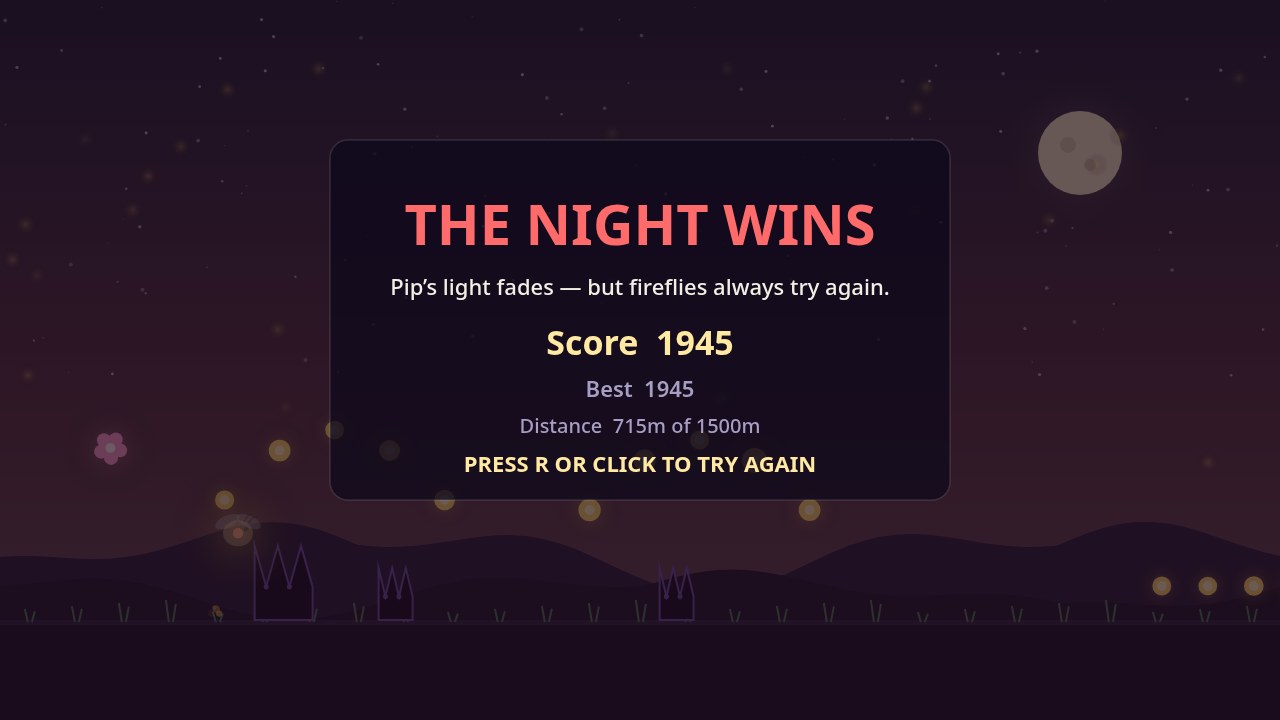 THE NIGHT WINS
Pip’s light fades — but fireflies always try again.
Score 1945
Best 1945
Distance 715m of 1500m
PRESS R OR CLICK TO TRY AGAIN